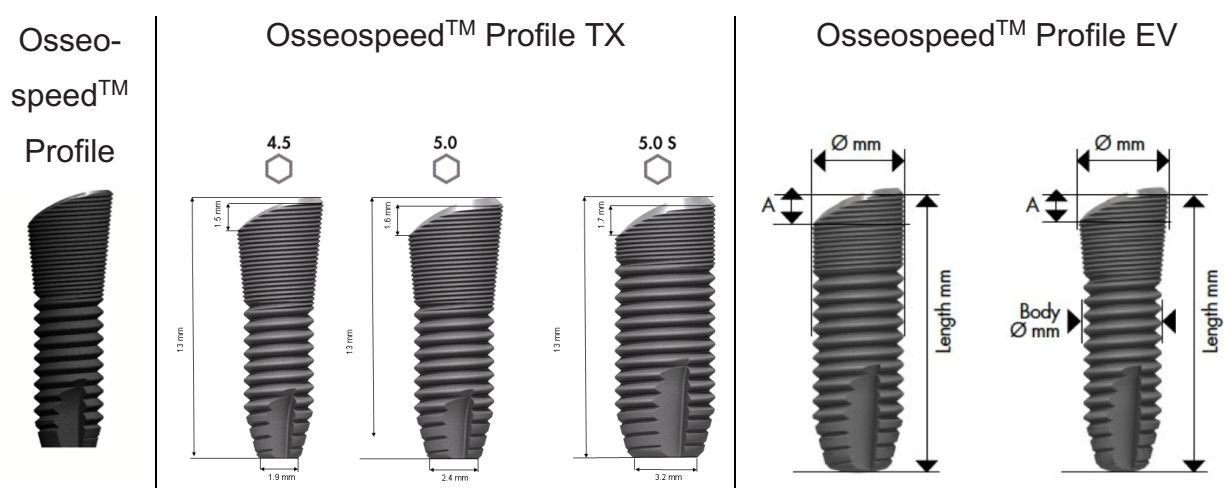 Osseo-
speed™
Profile
Osseospeed™ Profile TX
4.5
1.5 mm
13 mm
1.9 mm
5.0
1.6 mm
13 mm
2.4 mm
5.0 S
1.7 mm
13 mm
3.2 mm
Osseospeed™ Profile EV
Ø mm
A
Length mm
Ø mm
A
Body
Ø mm
Length mm